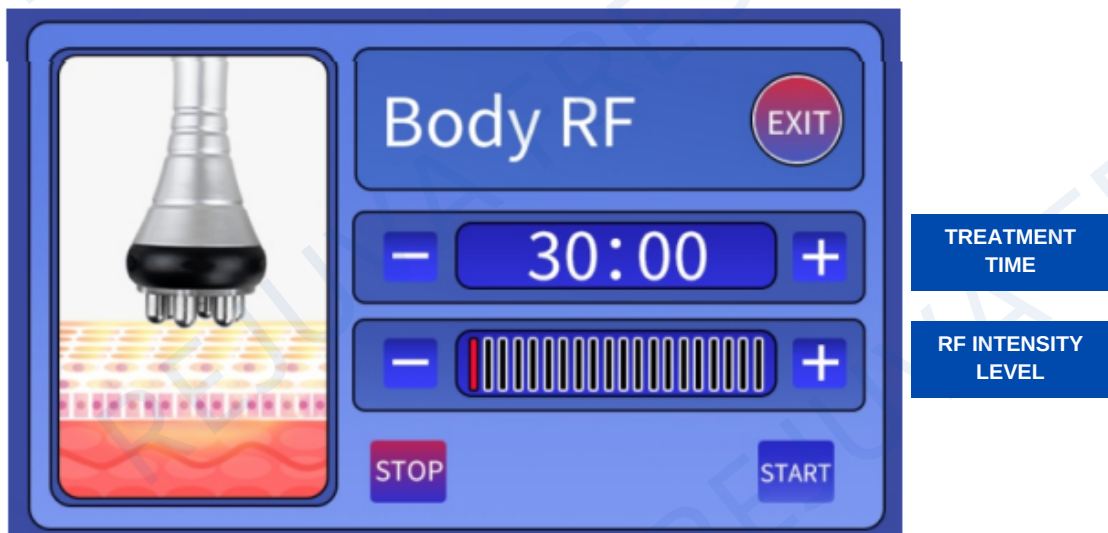 Body RF
EXIT
− 30:00 +
TREATMENT
TIME
− +
RF INTENSITY
LEVEL
STOP
START